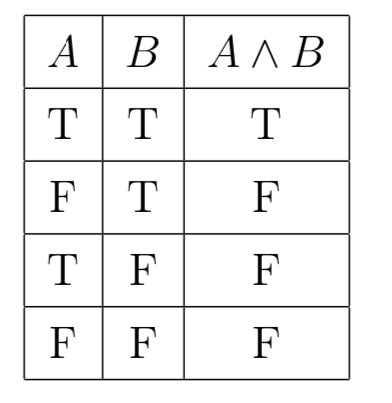 A B A ∧ B
T T T
F T F
T F F
F F F